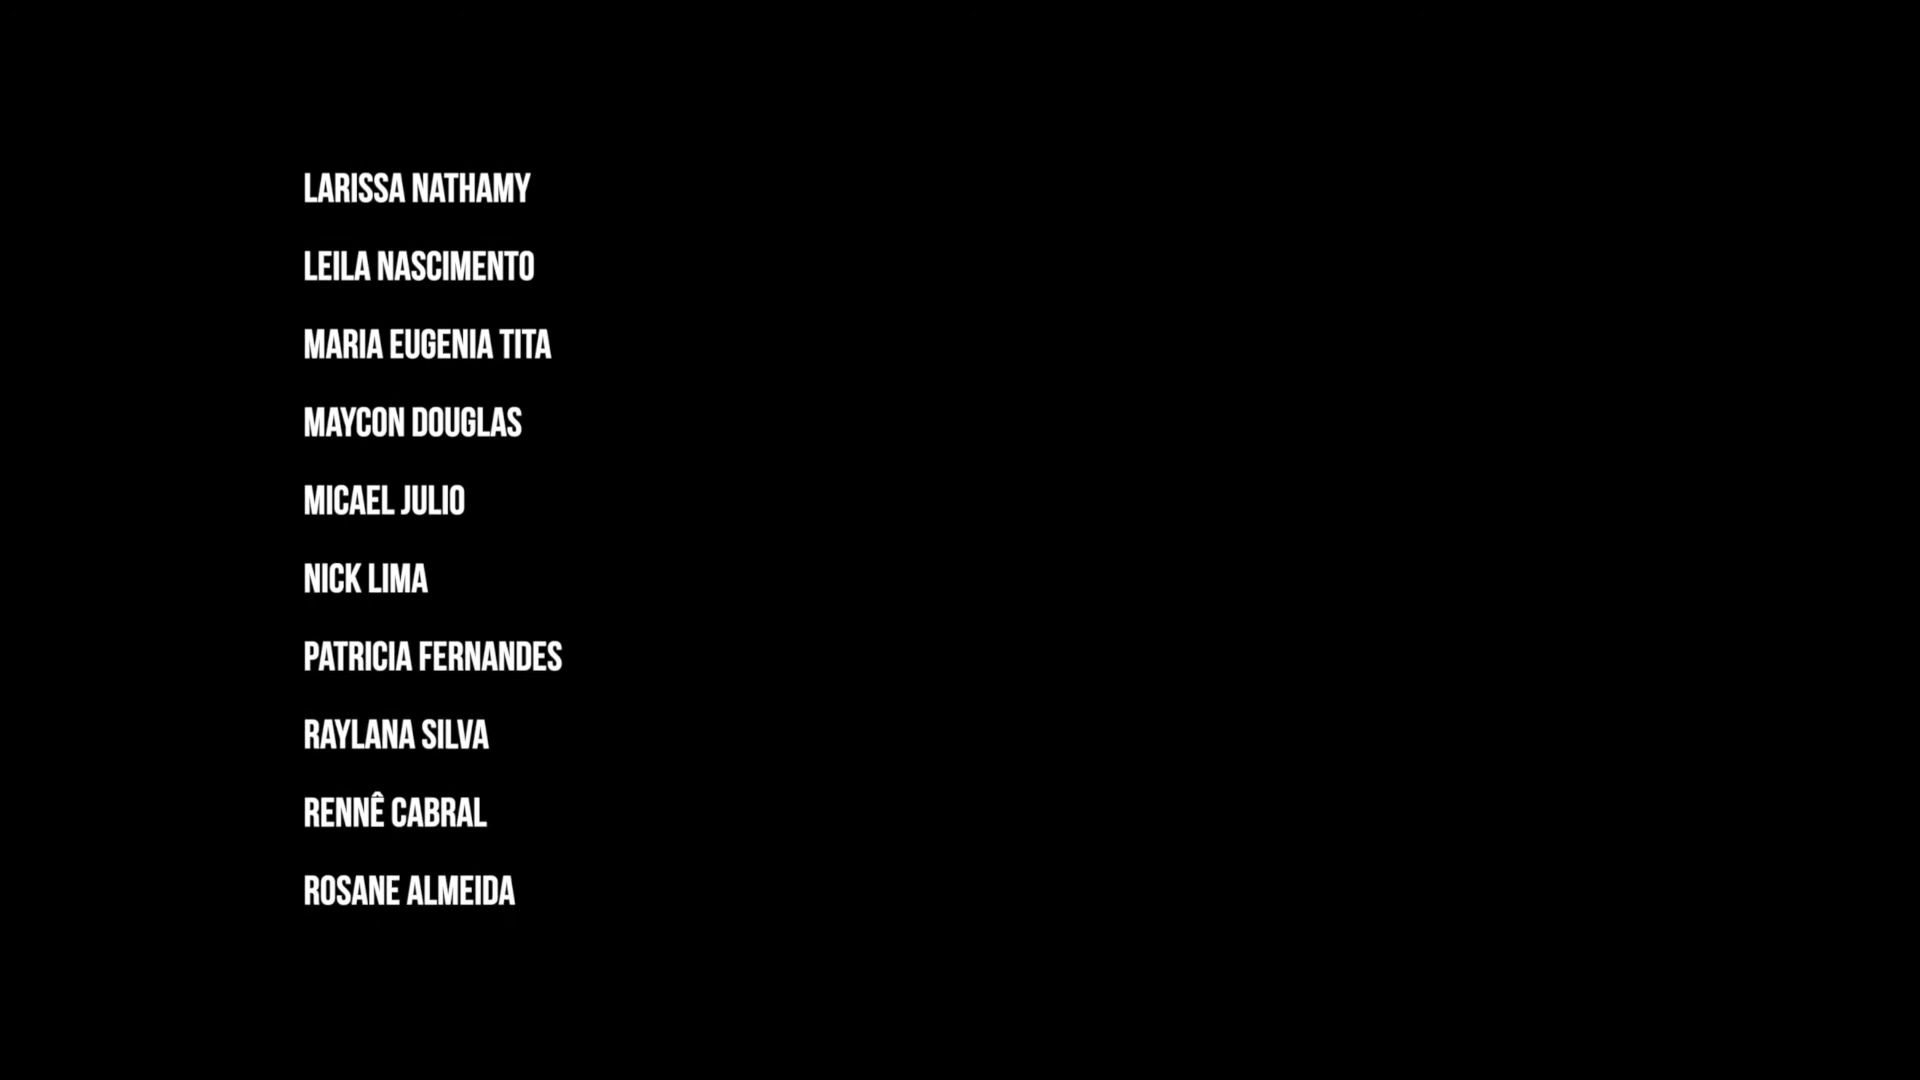 LARISSA NATHAMY
LEILA NASCIMENTO
MARIA EUGENIA TITA
MAYCON DOUGLAS
MICAEL JULIO
NICK LIMA
PATRICIA FERNANDES
RAYLANA SILVA
RENNÊ CABRAL
ROSANE ALMEIDA